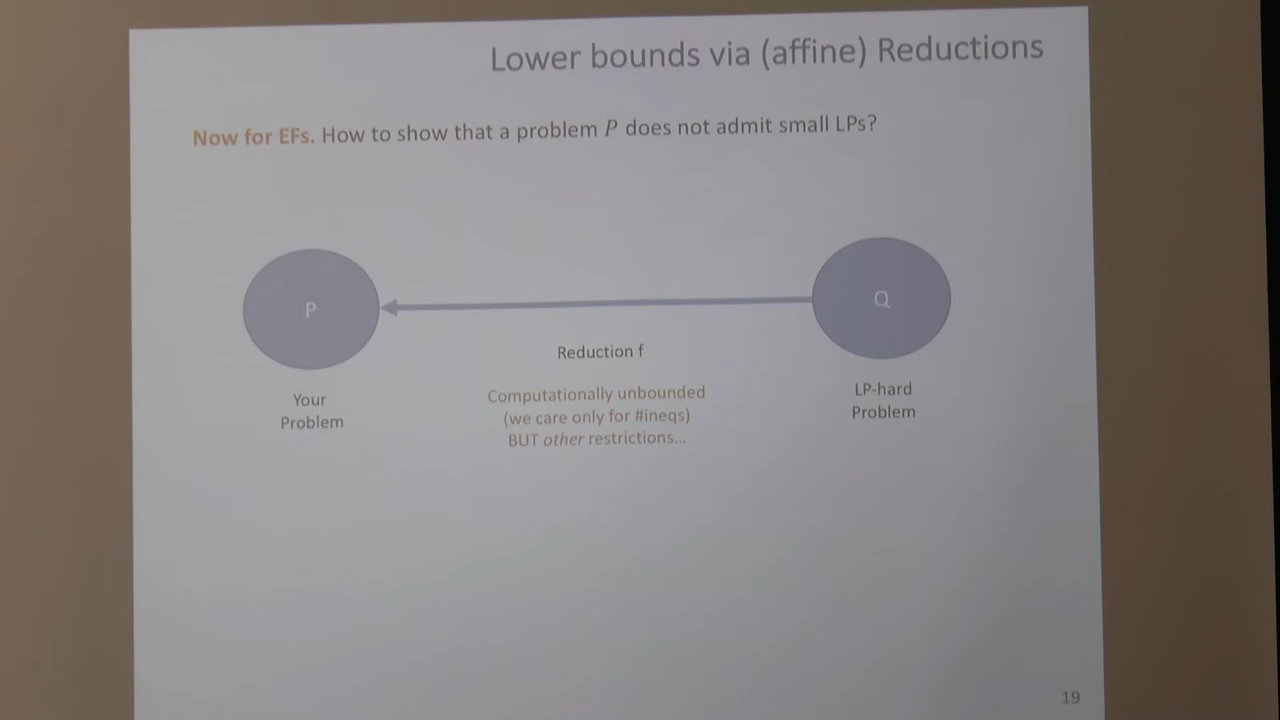 Lower bounds via (affine) Reductions
Now for EFs. How to show that a problem P does not admit small LPs?
P
Q
Reduction f
Your
Problem
Computationally unbounded
(we care only for #ineqs)
BUT other restrictions...
LP-hard
Problem
19